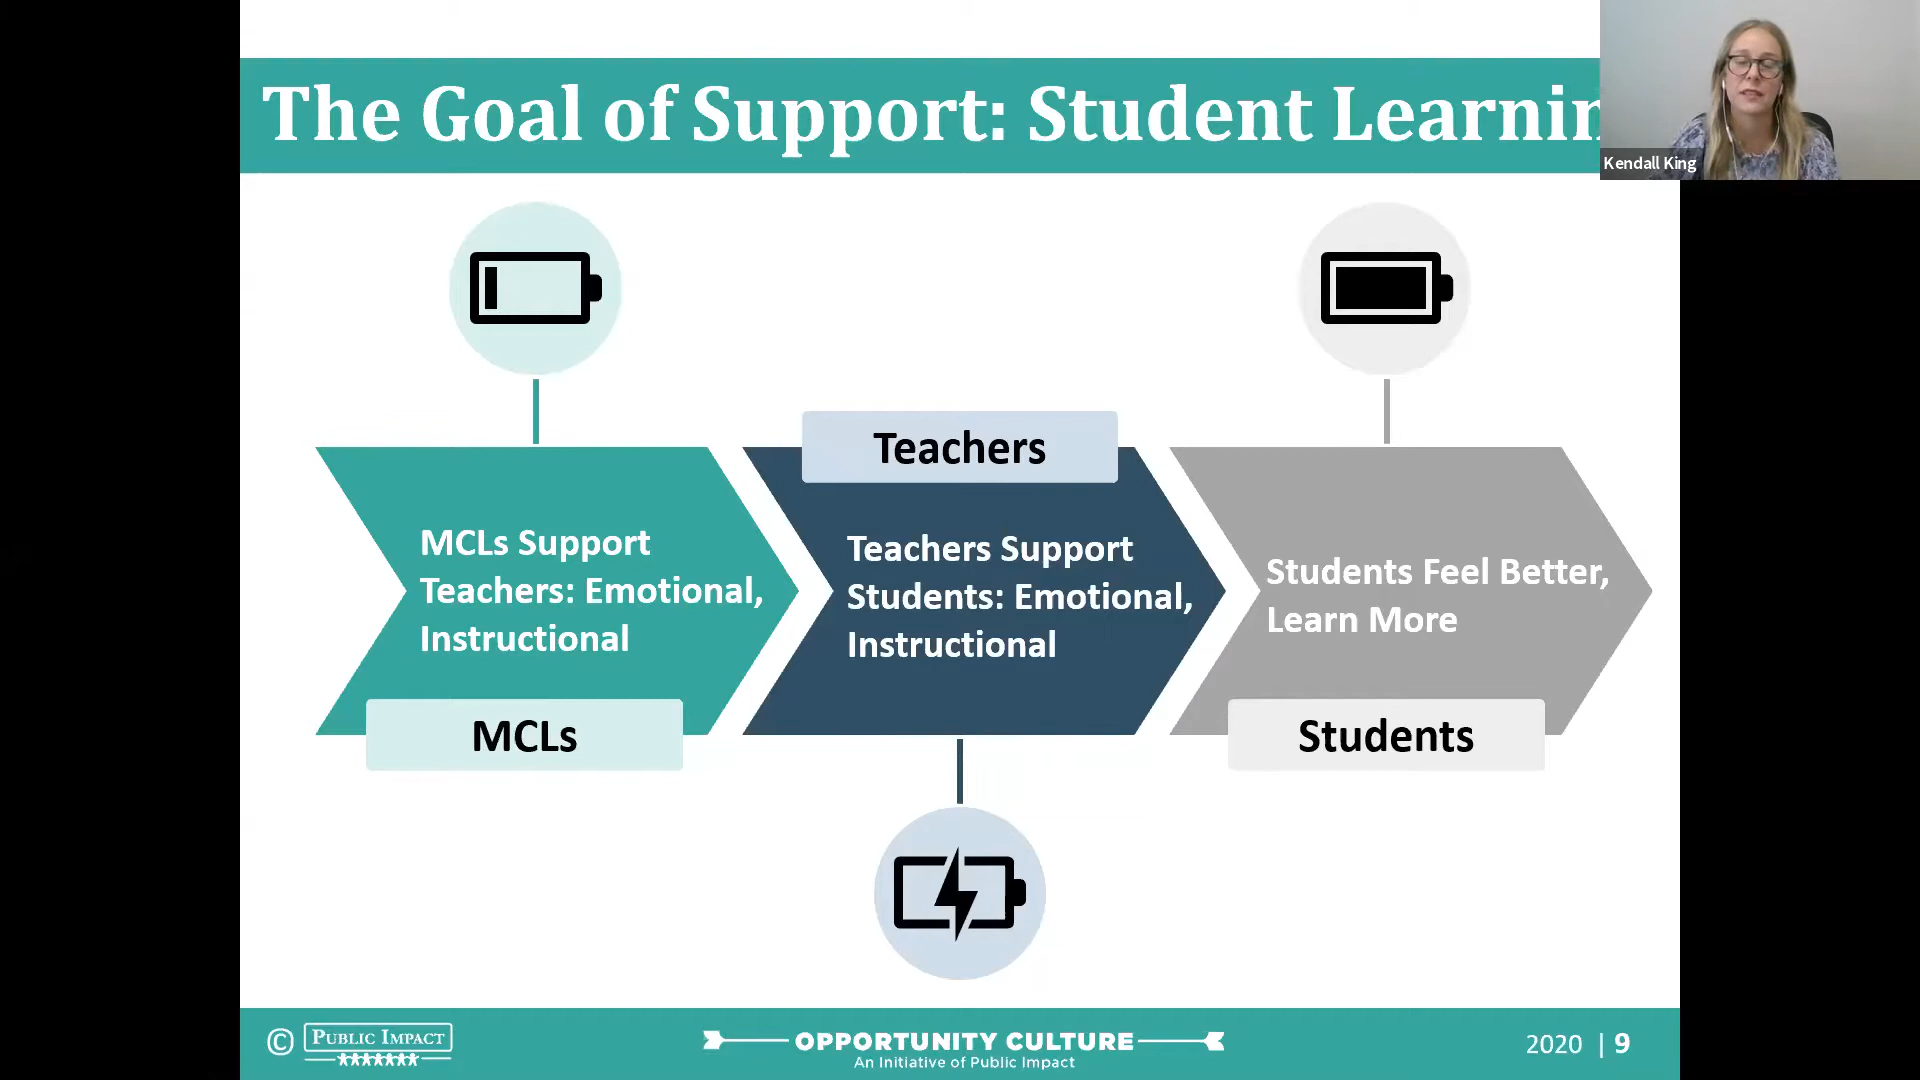 The Goal of Support: Student Learnin
Kendall King
Teachers
MCLs Support
Teachers: Emotional,
Instructional
Teachers Support
Students: Emotional,
Instructional
Students Feel Better,
Learn More
MCLs
Students
© PUBLIC IMPACT
OPPORTUNITY CULTURE
An Initiative of Public Impact
2020 | 9